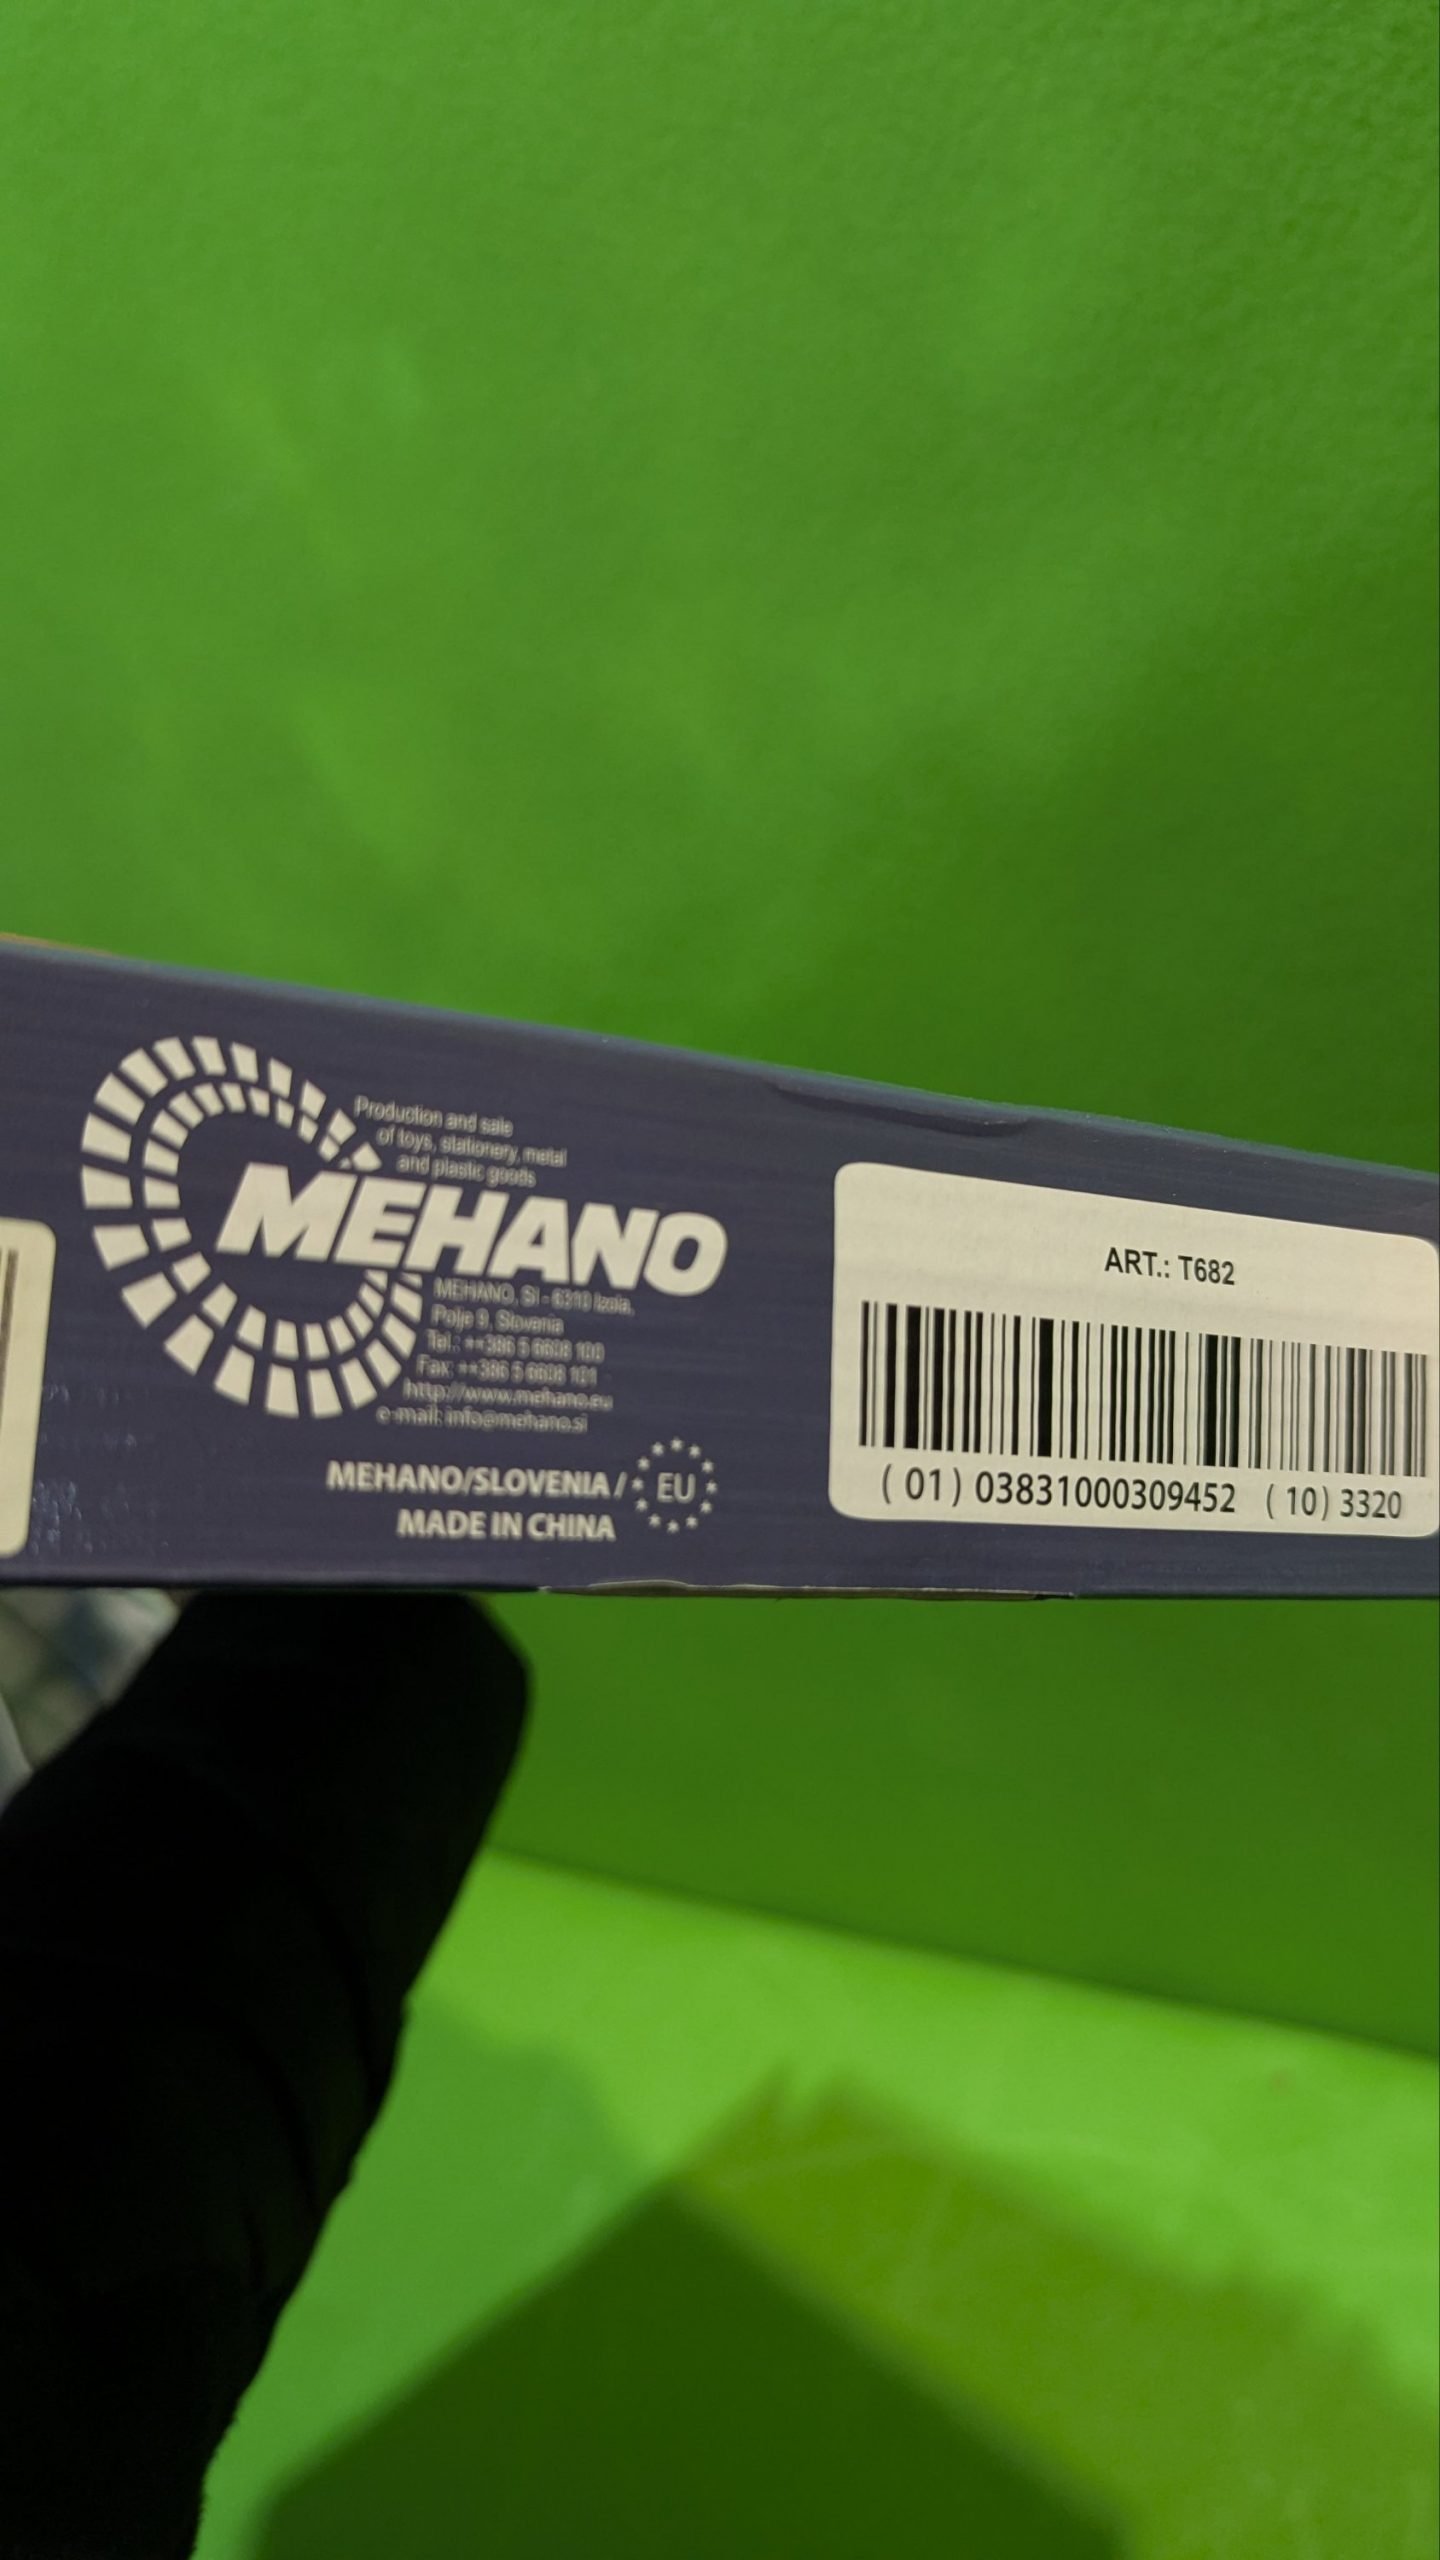 Production and sale
of toys, stationery, metal
and plastic goods
MEHANO
MEHANO, SI - 6310 Izola,
Polje 9, Slovenia
Tel.: ++386 5 6608 100
Fax: ++386 5 6608 101
http://www.mehano.eu
e-mail: info@mehano.si
MEHANO/SLOVENIA / EU
MADE IN CHINA
ART.: T682
( 01) 03831000309452 ( 10) 3320